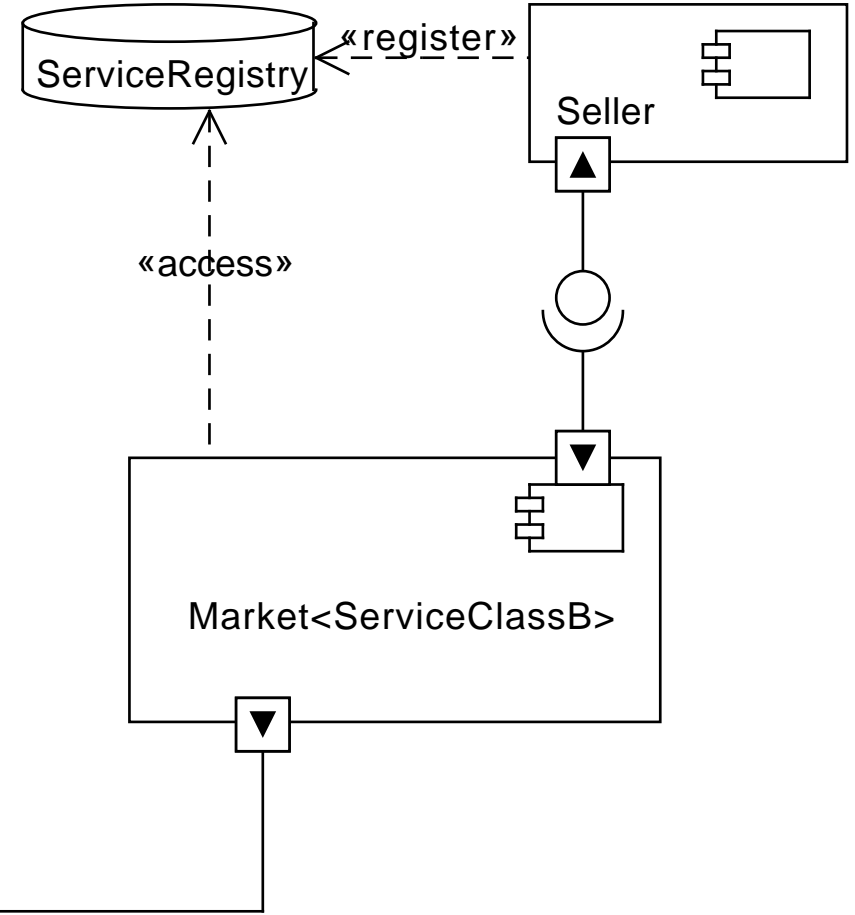 «register»
ServiceRegistry
Seller
«access»
Market<ServiceClassB>